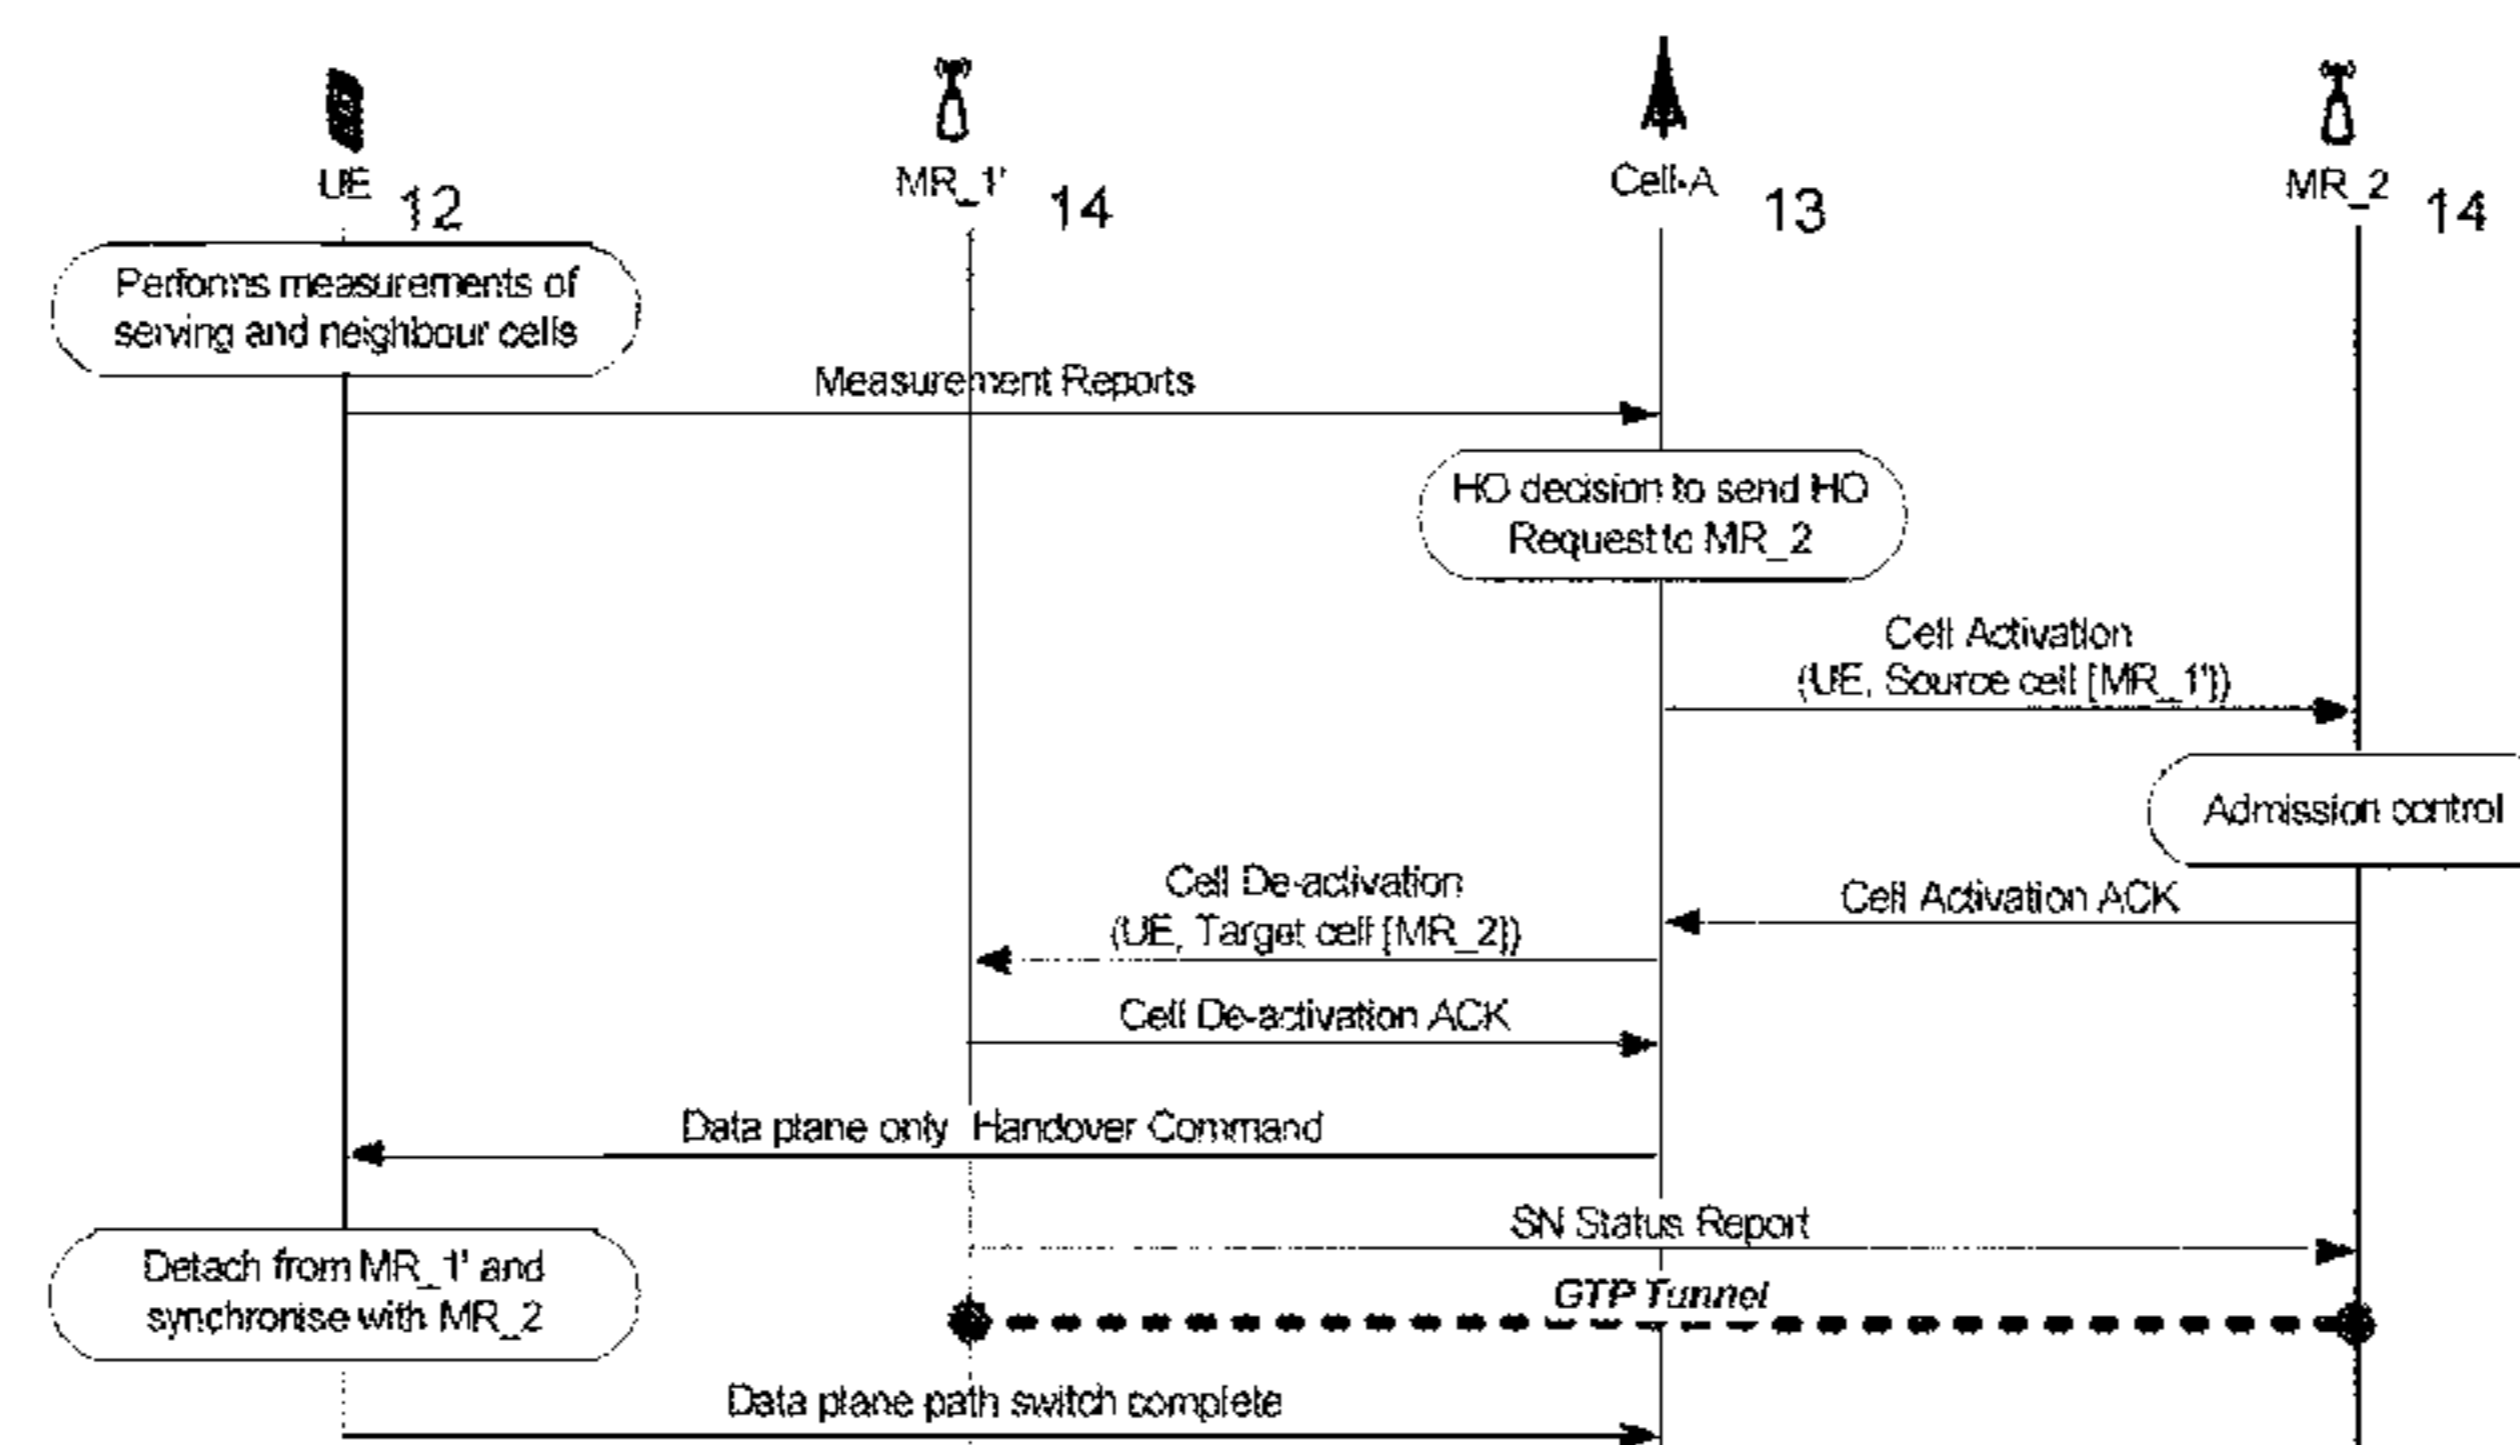 UE 12
MR_1' 14
Cell-A 13
MR_2 14
Performs measurements of
serving and neighbour cells
Measurement Reports
HO decision to send HO
Request to MR_2
Cell Activation
(UE, Source cell [MR_1'])
Admission control
Cell De-activation
(UE, Target cell [MR_2])
Cell Activation ACK
Cell De-activation ACK
Data plane only Handover Command
SN Status Report
Detach from MR_1' and
synchronise with MR_2
GTP Tunnel
Data plane path switch complete